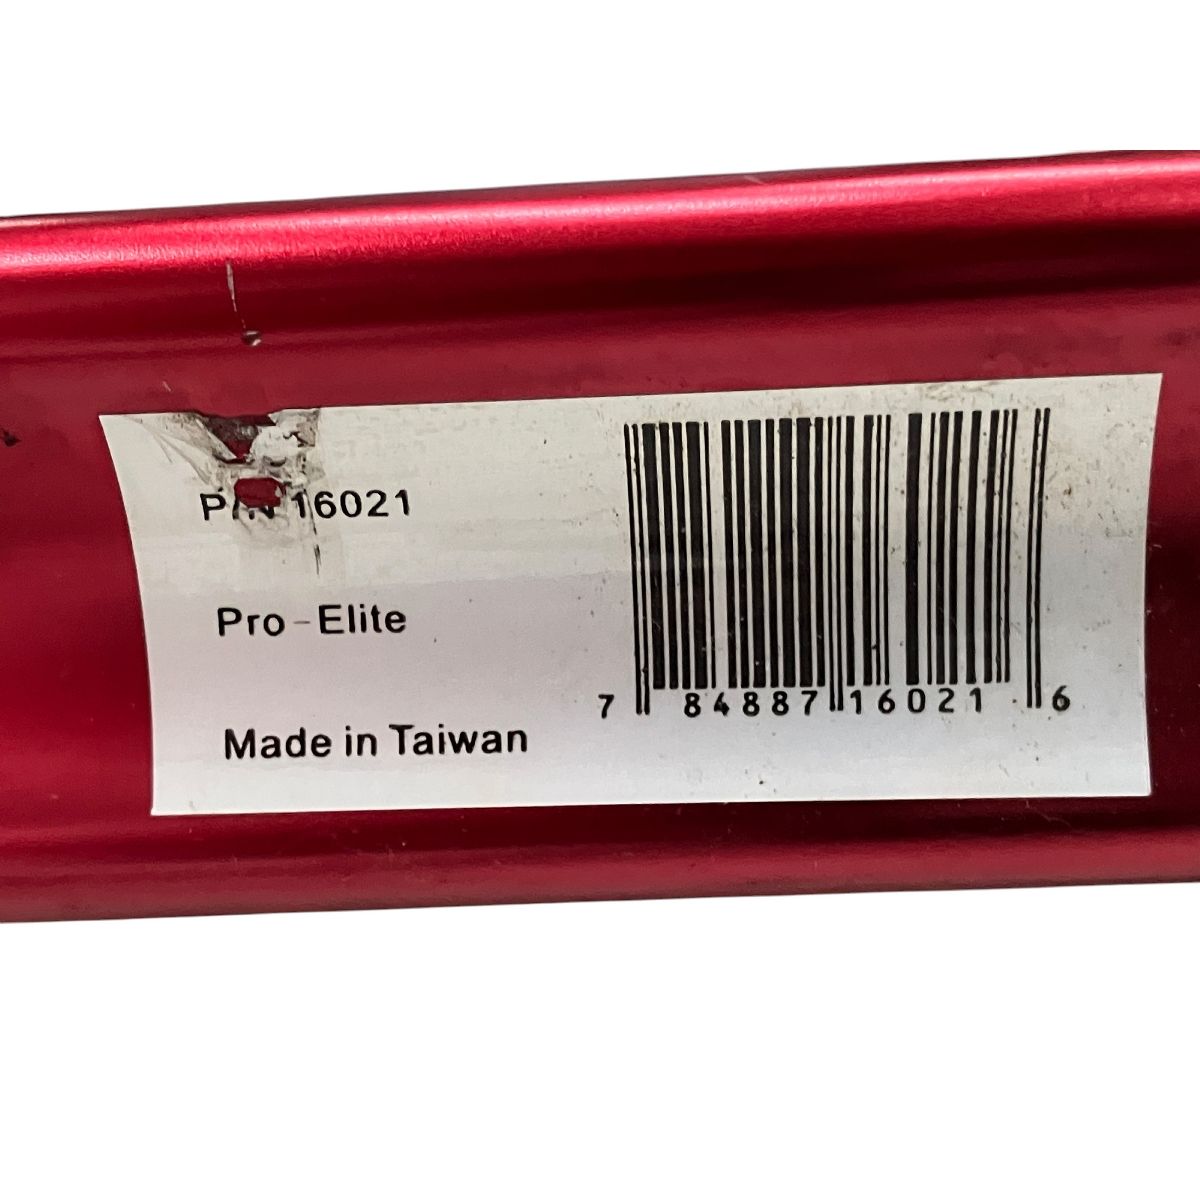 P/N 16021
Pro-Elite
Made in Taiwan
7 84887 16021 6